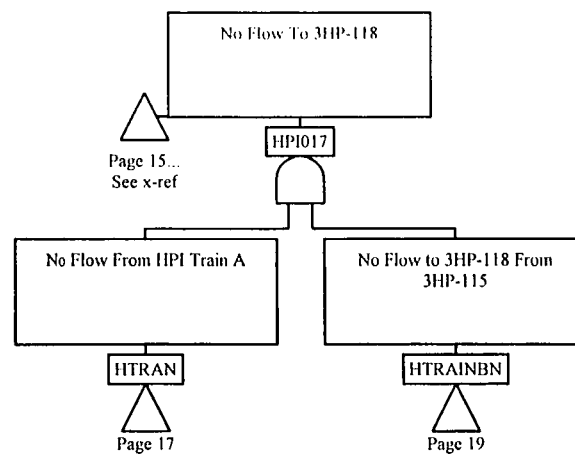 No Flow To 3HP-118
HPI017
Page 15...
See x-ref
No Flow From HPI Train A
No Flow to 3HP-118 From
3HP-115
HTRAN
HTRAINBN
Page 17
Page 19